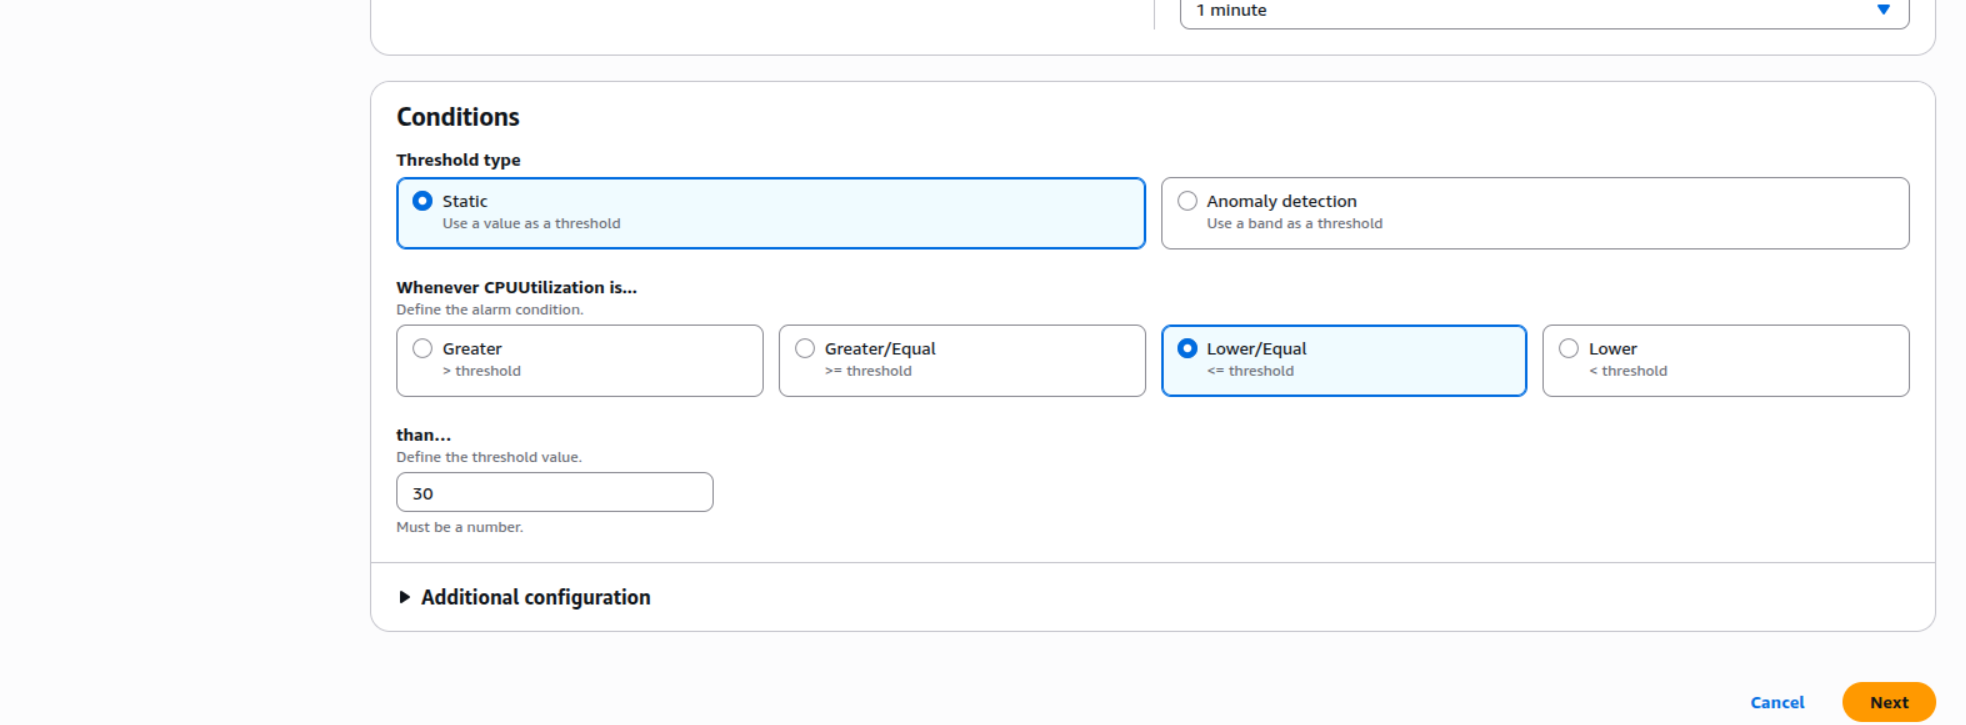 1 minute
Conditions
Threshold type
Static
Use a value as a threshold
Anomaly detection
Use a band as a threshold
Whenever CPUUtilization is...
Define the alarm condition.
Greater
> threshold
Greater/Equal
>= threshold
Lower/Equal
<= threshold
Lower
< threshold
than...
Define the threshold value.
30
Must be a number.
Additional configuration
Cancel
Next